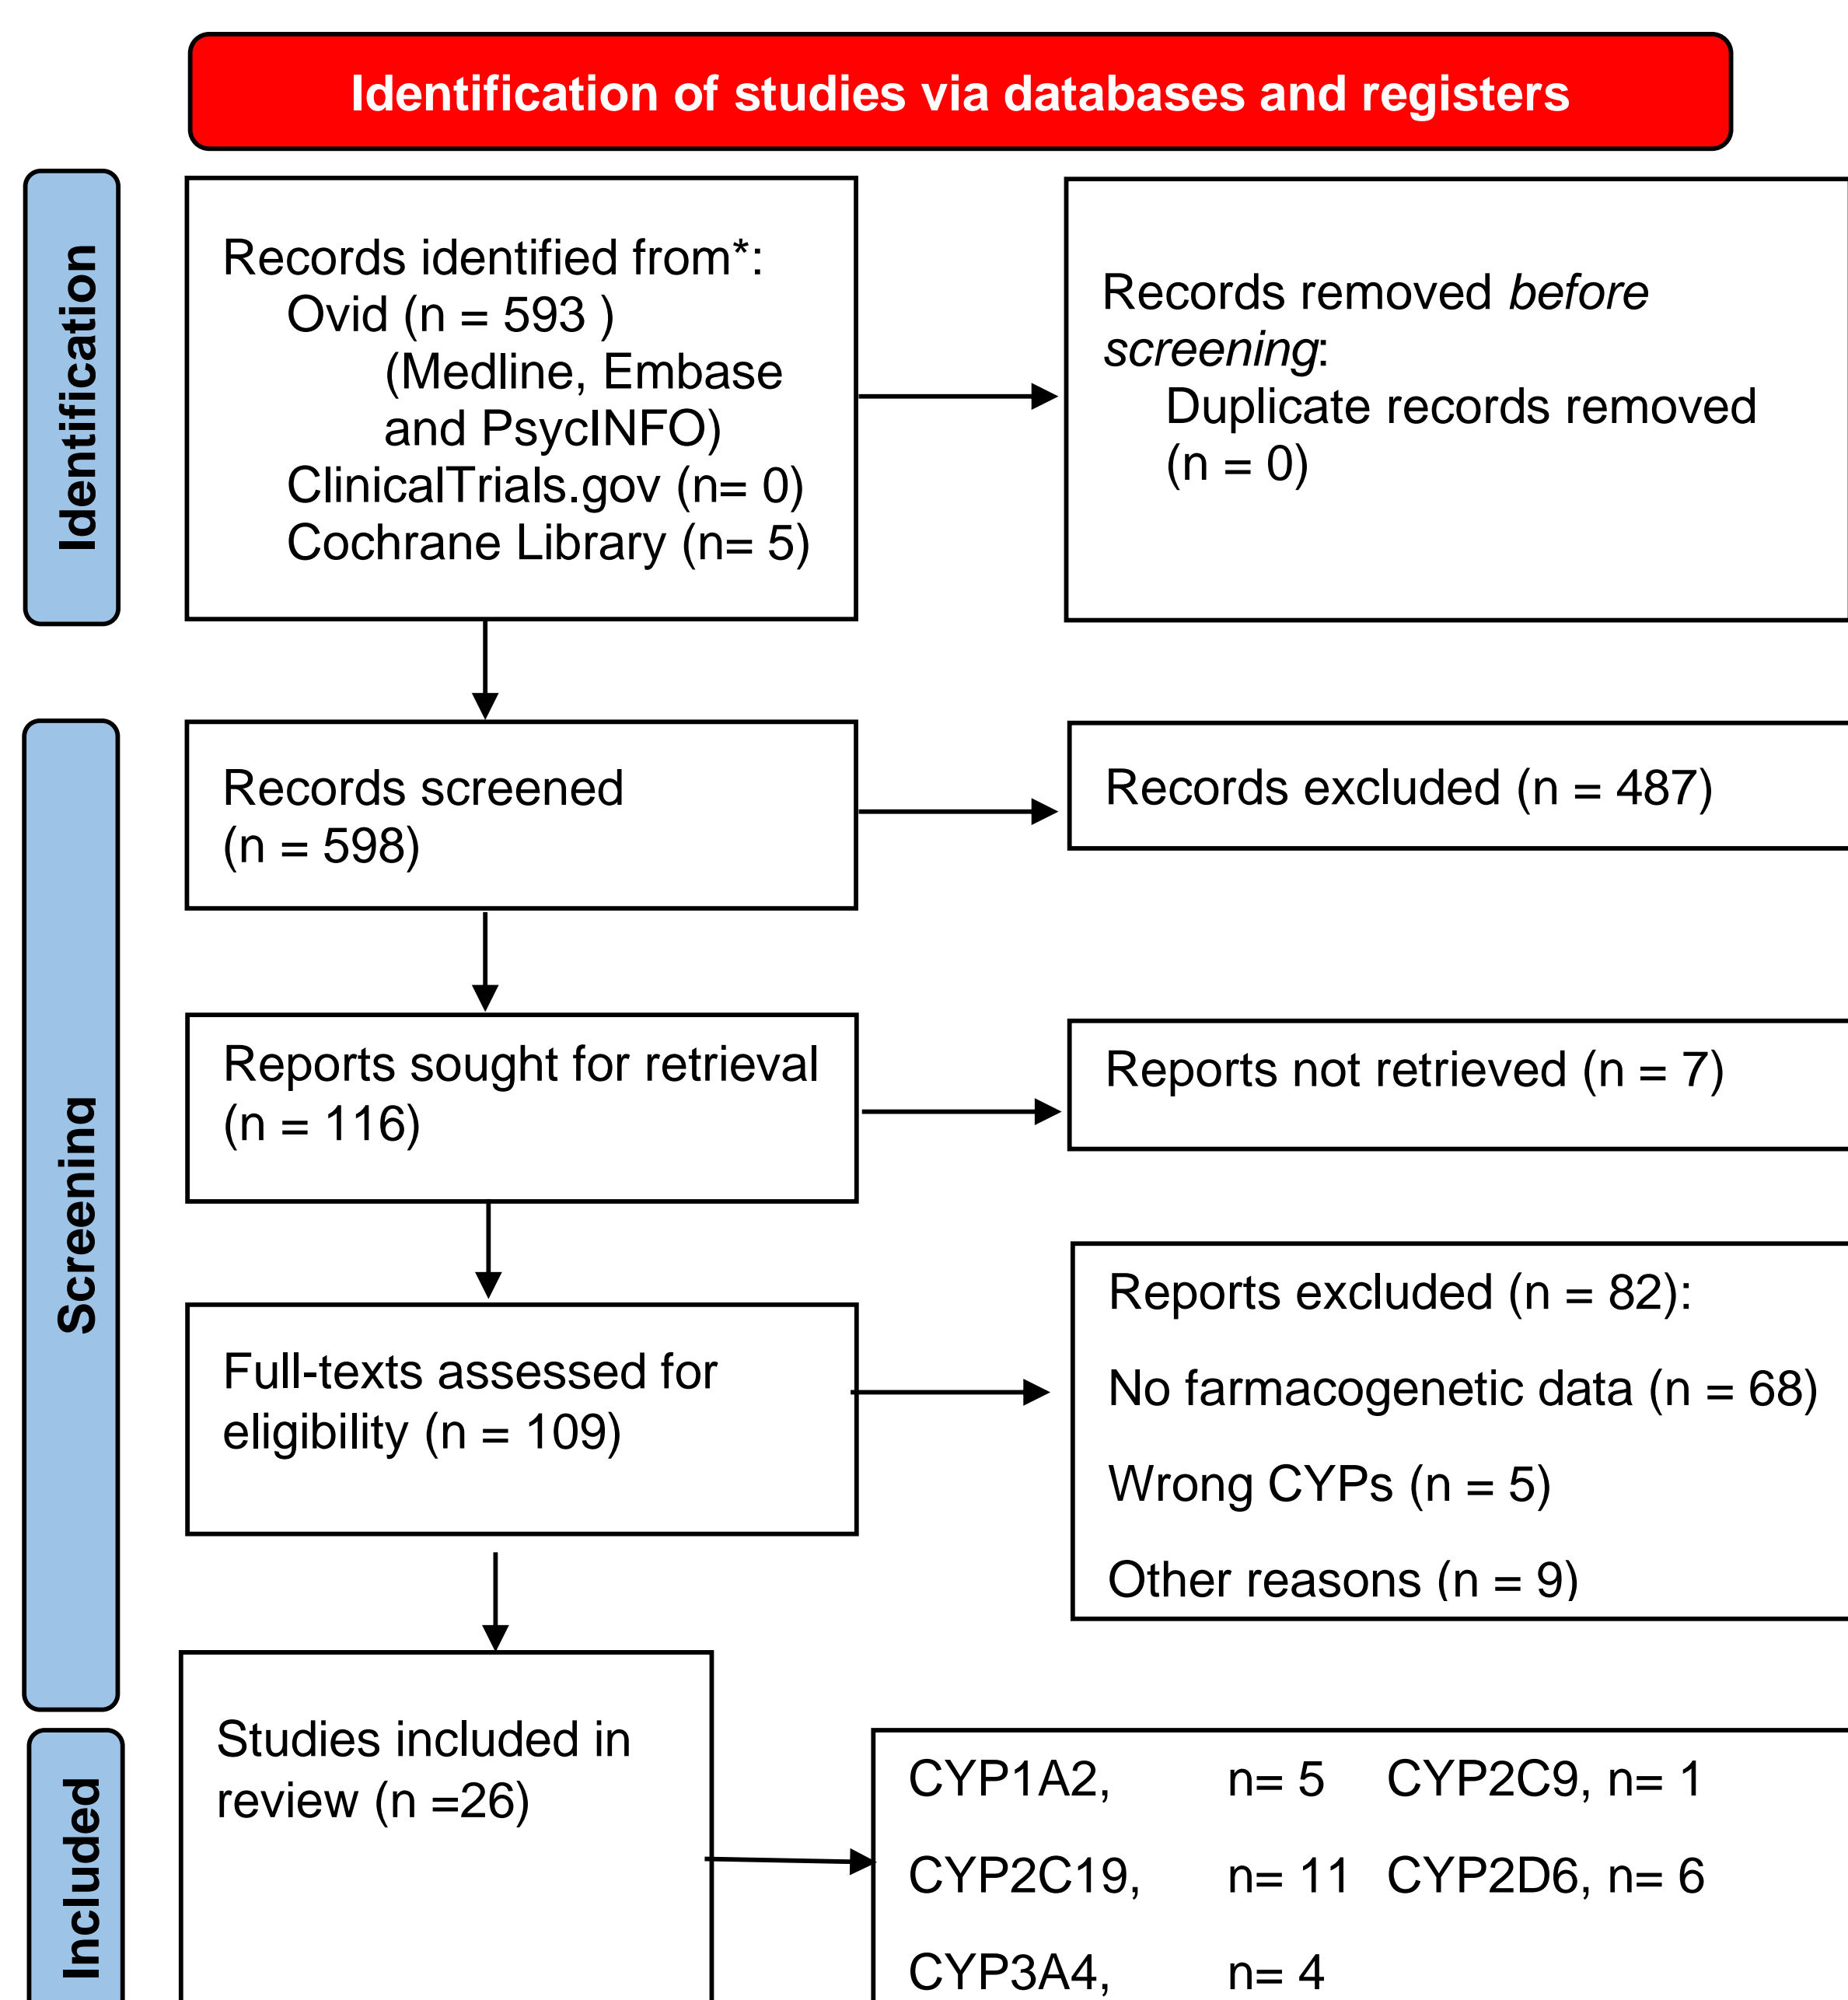 Identification of studies via databases and registers
Identification
Records identified from*:
Ovid (n = 593 )
(Medline, Embase
and PsycINFO)
ClinicalTrials.gov (n= 0)
Cochrane Library (n= 5)
Records removed before
screening:
Duplicate records removed
(n = 0)
Screening
Records screened
(n = 598)
Records excluded (n = 487)
Reports sought for retrieval
(n = 116)
Reports not retrieved (n = 7)
Full-texts assessed for
eligibility (n = 109)
Reports excluded (n = 82):
No farmacogenetic data (n = 68)
Wrong CYPs (n = 5)
Other reasons (n = 9)
Included
Studies included in
review (n =26)
CYP1A2, n= 5 CYP2C9, n= 1
CYP2C19, n= 11 CYP2D6, n= 6
CYP3A4, n= 4